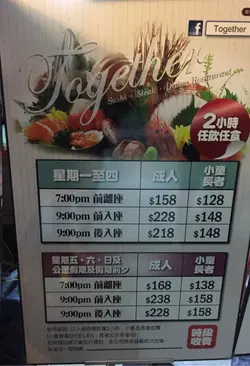 Together
Together
Sushi • Steak • Dining Restaurant
2小時
任飲任食
星期一至四 成人 小童
長者
7:00pm 前離座 $158 $128
9:00pm 前入座 $228 $148
9:00pm 後入座 $218 $148
星期五、六、日及
公眾假期及假期前夕 成人 小童
長者
7:00pm 前離座 $168 $138
9:00pm 前入座 $238 $158
9:00pm 後入座 $228 $158
時段
收費